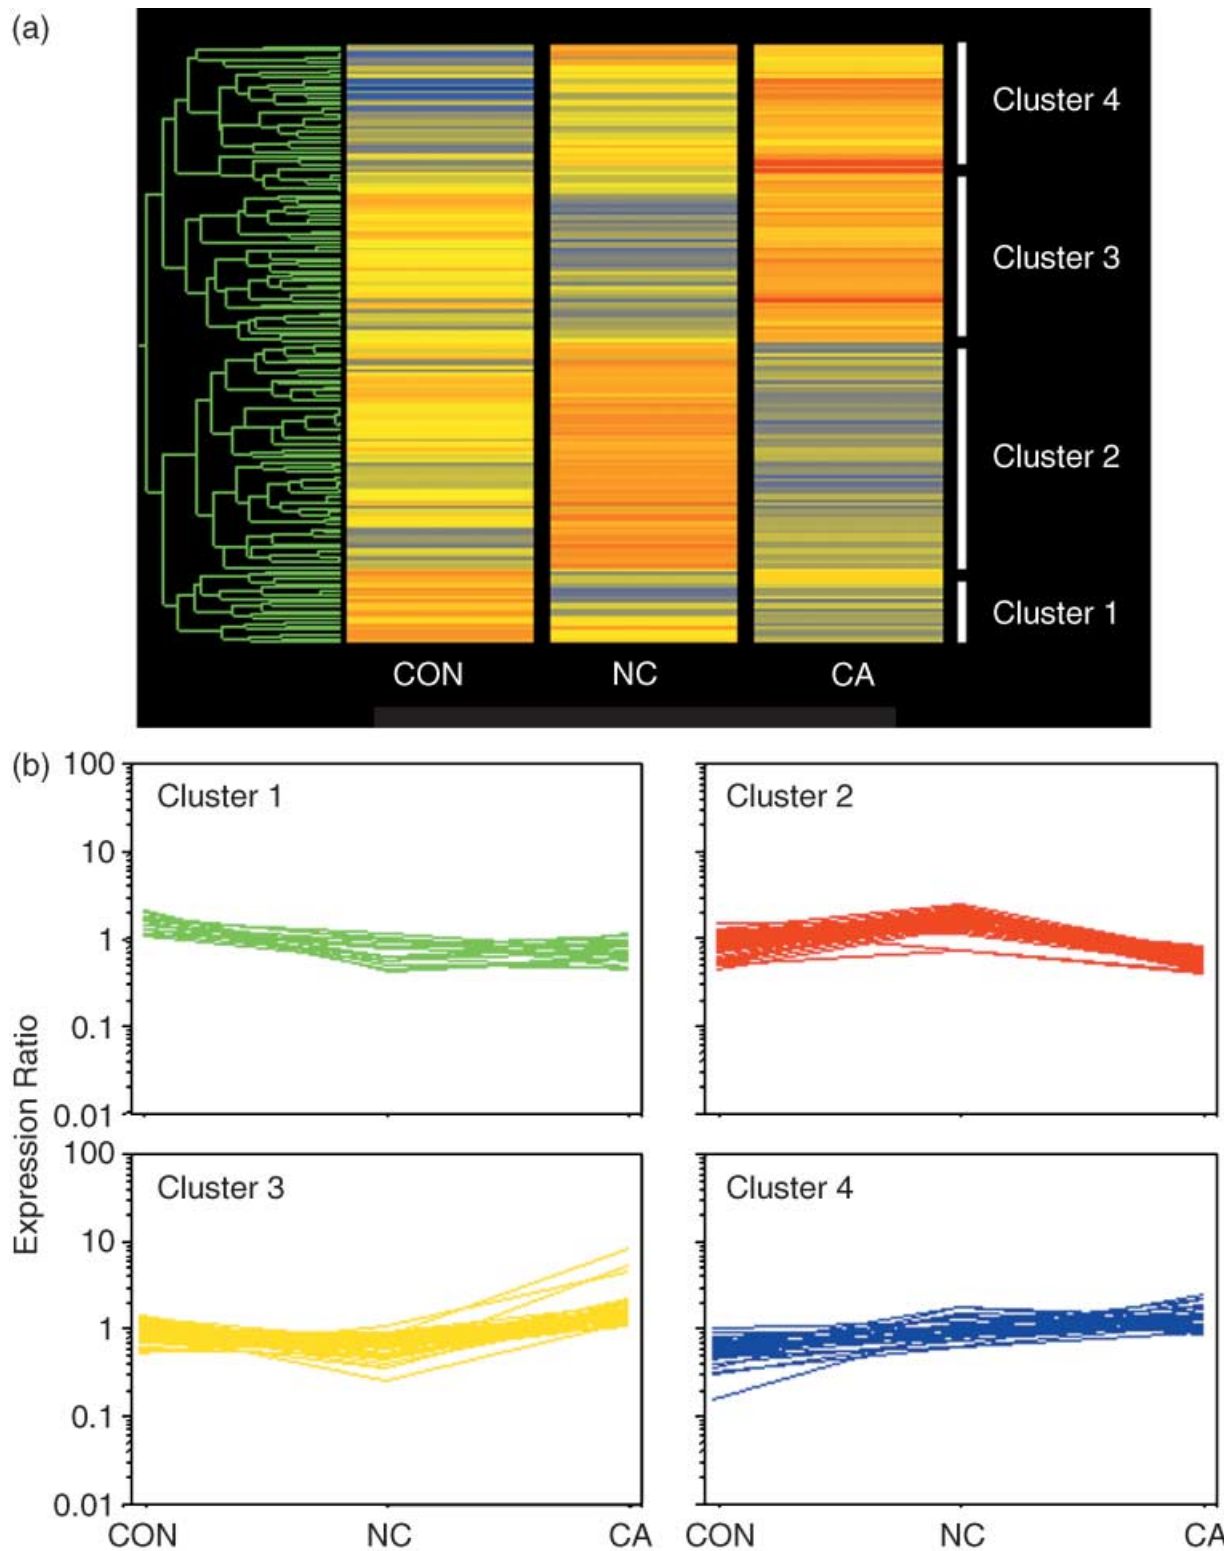 (a)
Cluster 4
Cluster 3
Cluster 2
Cluster 1
CON NC CA
(b)
Expression Ratio
100
10
1
0.1
0.01
Cluster 1
Cluster 2
100
10
1
0.1
0.01
Cluster 3
Cluster 4
CON NC CA CON NC CA